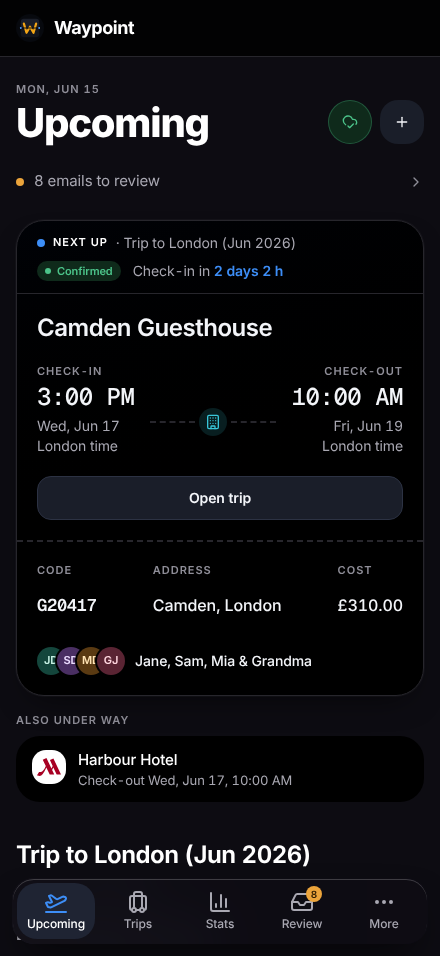 Waypoint
MON, JUN 15
Upcoming
8 emails to review
NEXT UP · Trip to London (Jun 2026)
Confirmed Check-in in 2 days 2 h
Camden Guesthouse
CHECK-IN CHECK-OUT
3:00 PM 10:00 AM
Wed, Jun 17 Fri, Jun 19
London time London time
Open trip
CODE ADDRESS COST
G20417 Camden, London £310.00
GJ Jane, Sam, Mia & Grandma
ALSO UNDER WAY
Harbour Hotel
Check-out Wed, Jun 17, 10:00 AM
Trip to London (Jun 2026)
8
Upcoming Trips Stats Review More